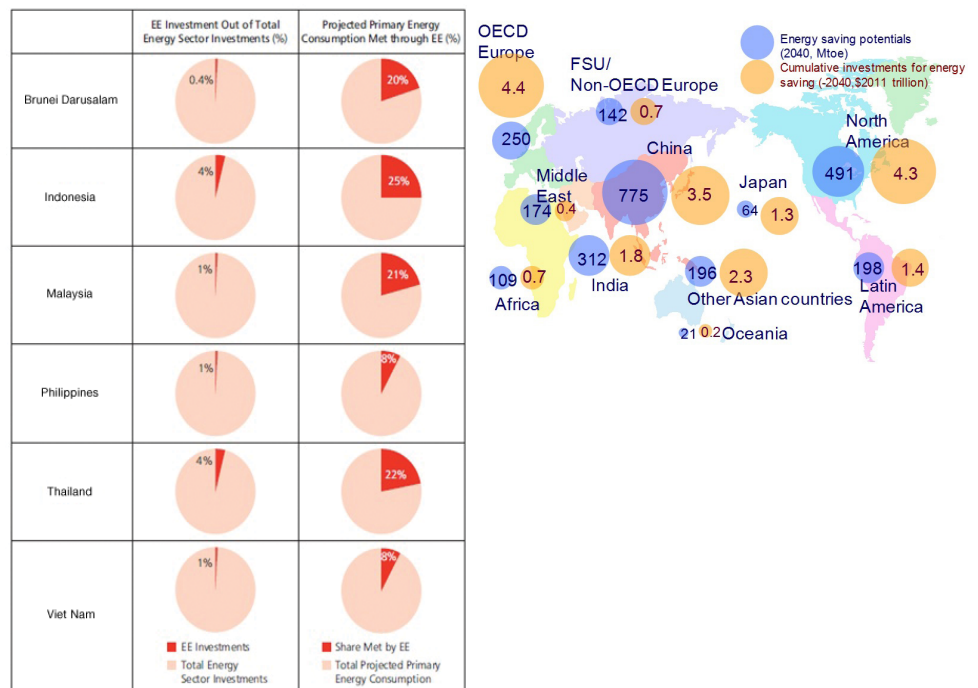 EE Investment Out of Total
Energy Sector Investments (%)
Projected Primary Energy
Consumption Met through EE (%)
Brunei Darusalam
0.4%
20%
Indonesia
4%
25%
Malaysia
1%
21%
Philippines
1%
8%
Thailand
4%
22%
Viet Nam
1%
8%
EE Investments
Total Energy
Sector Investments
Share Met by EE
Total Projected Primary
Energy Consumption
Energy saving potentials
(2040, Mtoe)
Cumulative investments for energy
saving (-2040,$2011 trillion)
OECD
Europe
4.4
250
FSU/
Non-OECD Europe
142
0.7
China
775
3.5
Middle
East
174
0.4
Japan
64
1.3
North
America
491
4.3
312
1.8
India
109
0.7
Africa
196
2.3
Other Asian countries
198
1.4
Latin
America
21
0.2
Oceania